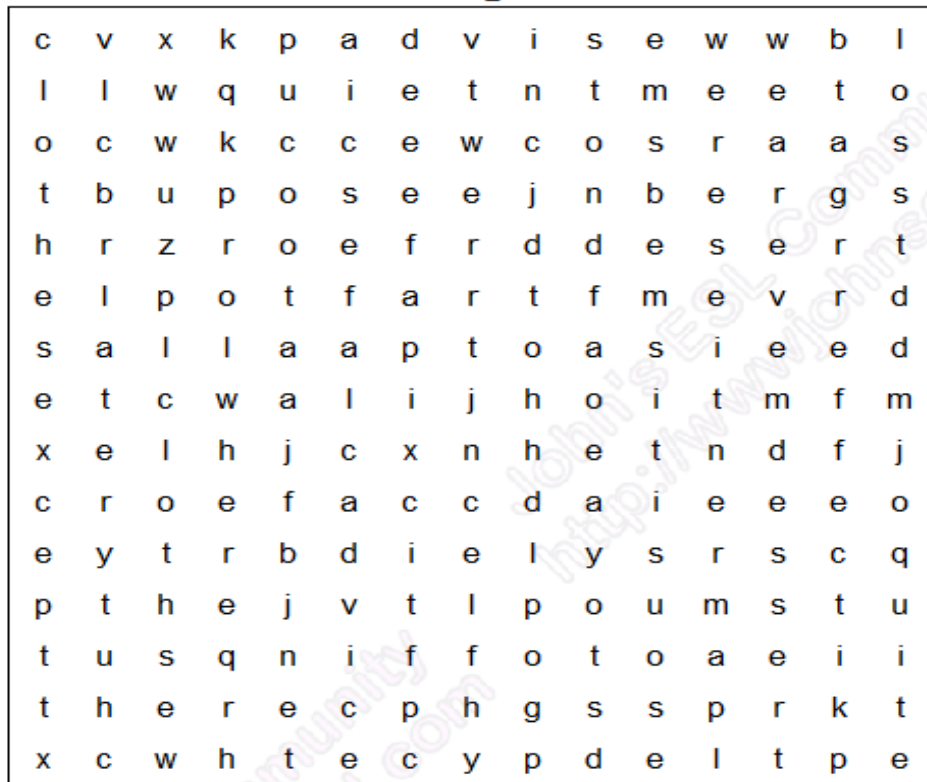 c v x k p a d v i s e w w b l
l l w q u i e t n t m e e t o
o c w k c c e w c o s r a a s
t b u p o s e e j n b e r g s
h r z r o e f r d d e s e r t
e l p o t f a r t f m e v r d
s a l l a a p t o a s i e e d
e t c w a l i j h o i t m f m
x e l h j c x n h e t n d f j
c r o e f a c c d a i e e e o
e y t r b d i e l y s r s c q
p t h e j v t l p o u m s t u
t u s q n i f f o t o a e i i
t h e r e c p h g s s p r k t
x c w h t e c y p d e l t p e